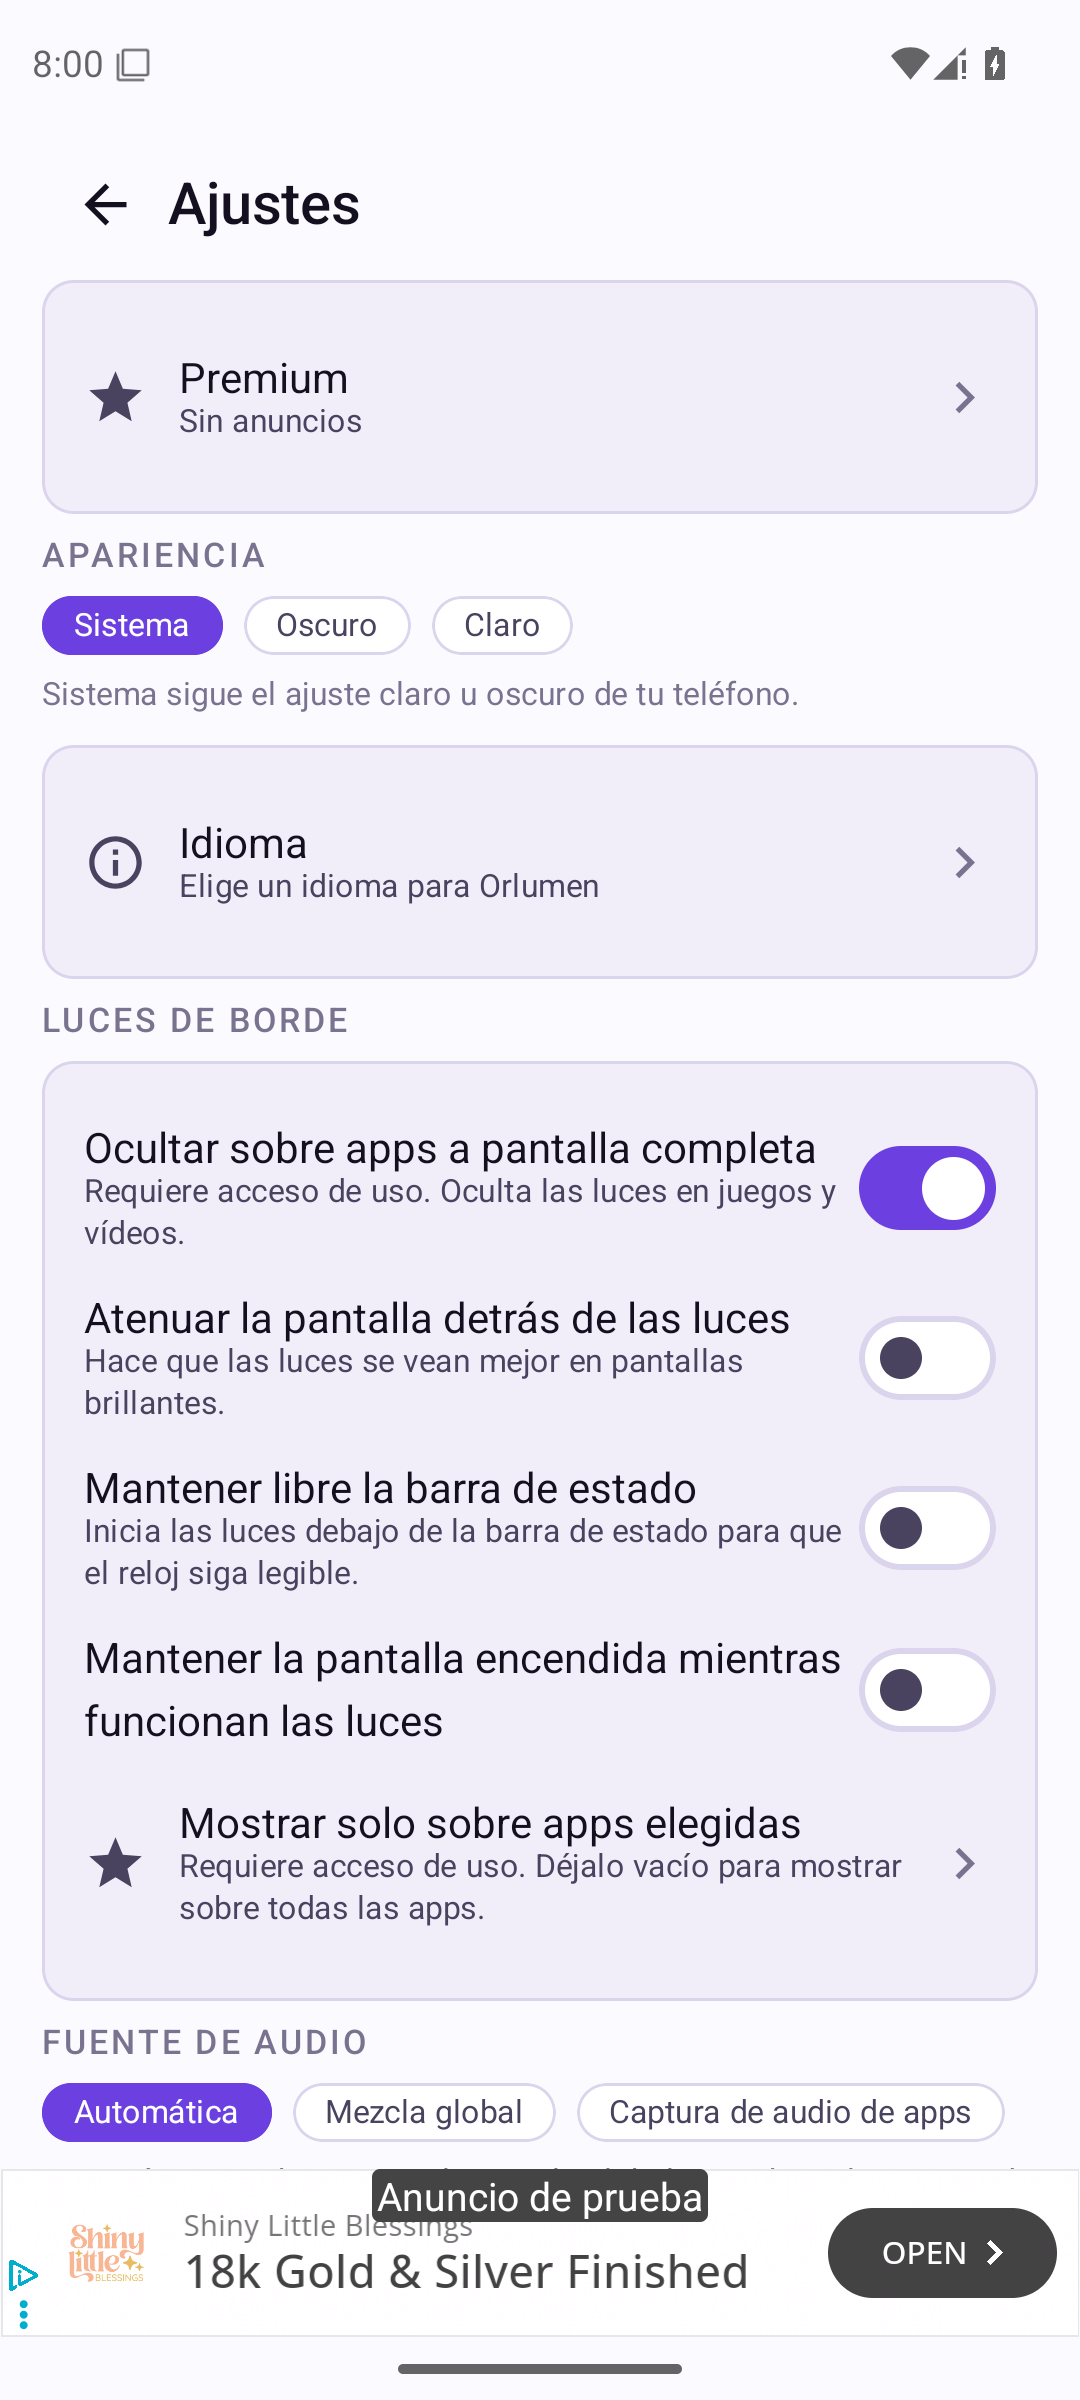 8:00
Ajustes
Premium
Sin anuncios
APARIENCIA
Sistema
Oscuro
Claro
Sistema sigue el ajuste claro u oscuro de tu teléfono.
Idioma
Elige un idioma para Orlumen
LUCES DE BORDE
Ocultar sobre apps a pantalla completa
Requiere acceso de uso. Oculta las luces en juegos y
vídeos.
Atenuar la pantalla detrás de las luces
Hace que las luces se vean mejor en pantallas
brillantes.
Mantener libre la barra de estado
Inicia las luces debajo de la barra de estado para que
el reloj siga legible.
Mantener la pantalla encendida mientras
funcionan las luces
Mostrar solo sobre apps elegidas
Requiere acceso de uso. Déjalo vacío para mostrar
sobre todas las apps.
FUENTE DE AUDIO
Automática
Mezcla global
Captura de audio de apps
Anuncio de prueba
Shiny Little Blessings
18k Gold & Silver Finished
OPEN
Shiny
little
BLESSINGS